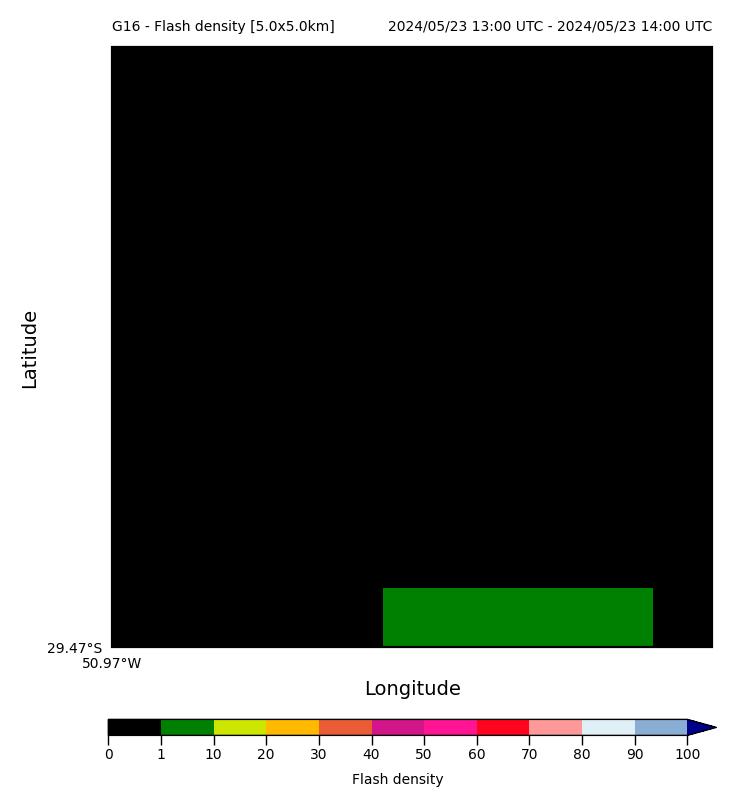 G16 - Flash density [5.0x5.0km] 2024/05/23 13:00 UTC - 2024/05/23 14:00 UTC
Latitude
29.47°S
50.97°W
Longitude
0 1 10 20 30 40 50 60 70 80 90 100
Flash density